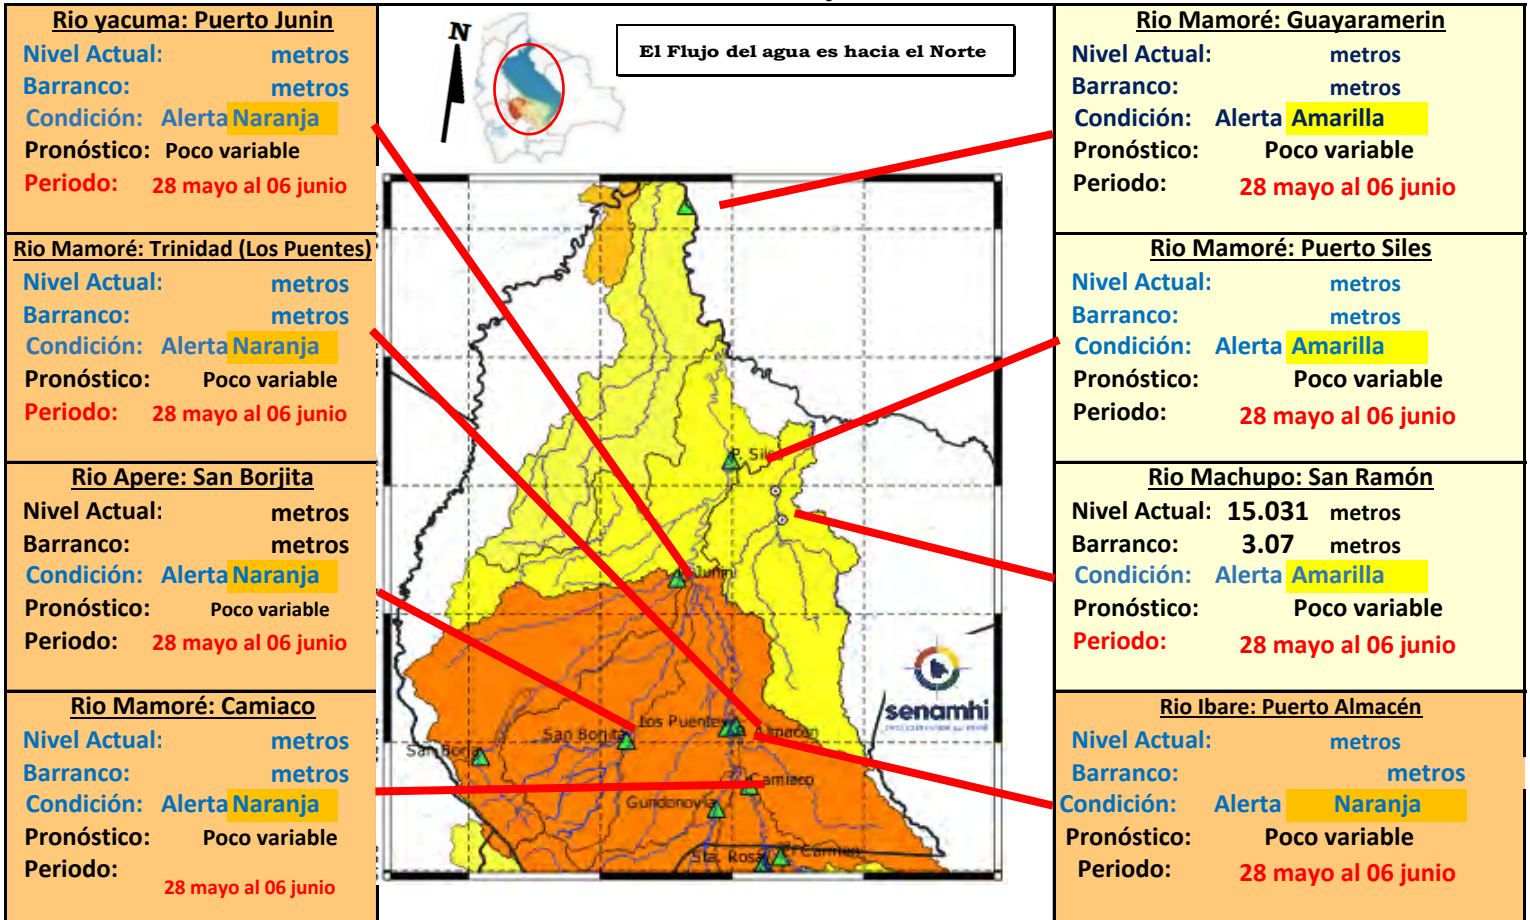 Rio yacuma: Puerto Junin
Nivel Actual: metros
Barranco: metros
Condición: Alerta Naranja
Pronóstico: Poco variable
Periodo: 28 mayo al 06 junio
Rio Mamoré: Trinidad (Los Puentes)
Nivel Actual: metros
Barranco: metros
Condición: Alerta Naranja
Pronóstico: Poco variable
Periodo: 28 mayo al 06 junio
Rio Apere: San Borjita
Nivel Actual: metros
Barranco: metros
Condición: Alerta Naranja
Pronóstico: Poco variable
Periodo: 28 mayo al 06 junio
Rio Mamoré: Camiaco
Nivel Actual: metros
Barranco: metros
Condición: Alerta Naranja
Pronóstico: Poco variable
Periodo:
28 mayo al 06 junio
N
El Flujo del agua es hacia el Norte
P. Siles
Junin
Los Puentes
P. Almacen
San Borjita
San Borja
Camiaco
Gundonovia
Sta. Rosa
El Carmen
senamhi
Rio Mamoré: Guayaramerin
Nivel Actual: metros
Barranco: metros
Condición: Alerta Amarilla
Pronóstico: Poco variable
Periodo: 28 mayo al 06 junio
Rio Mamoré: Puerto Siles
Nivel Actual: metros
Barranco: metros
Condición: Alerta Amarilla
Pronóstico: Poco variable
Periodo: 28 mayo al 06 junio
Rio Machupo: San Ramón
Nivel Actual: 15.031 metros
Barranco: 3.07 metros
Condición: Alerta Amarilla
Pronóstico: Poco variable
Periodo: 28 mayo al 06 junio
Rio Ibare: Puerto Almacén
Nivel Actual: metros
Barranco: metros
Condición: Alerta Naranja
Pronóstico: Poco variable
Periodo: 28 mayo al 06 junio